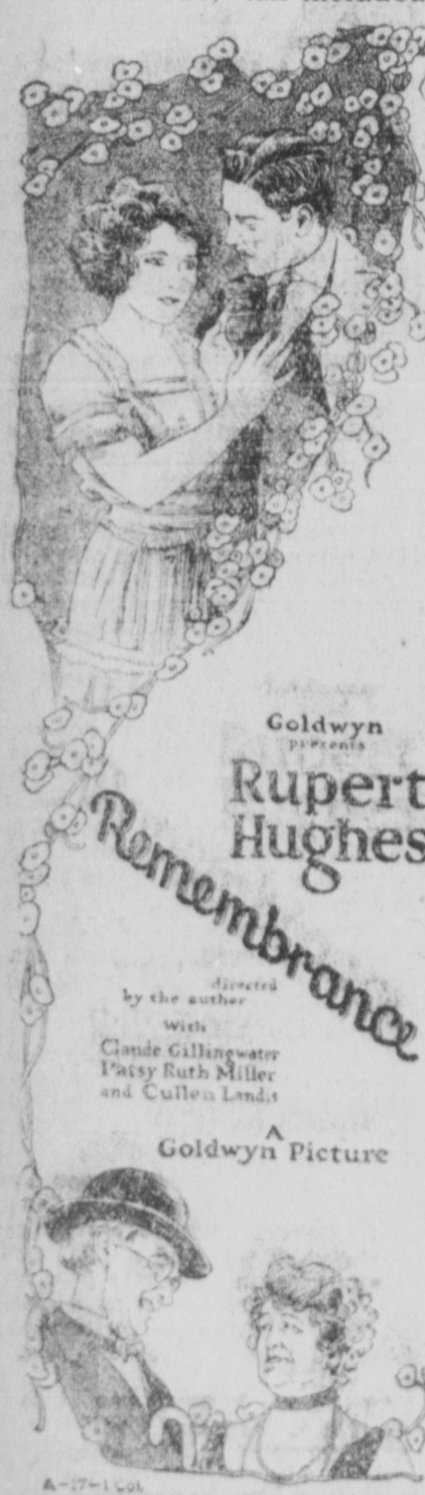 Goldwyn
presents
Rupert
Hughes
Remembrance
directed
by the author
with
Claude Gillingwater
Patsy Ruth Miller
and Cullen Landis
A
Goldwyn Picture
A-17-1 Col.